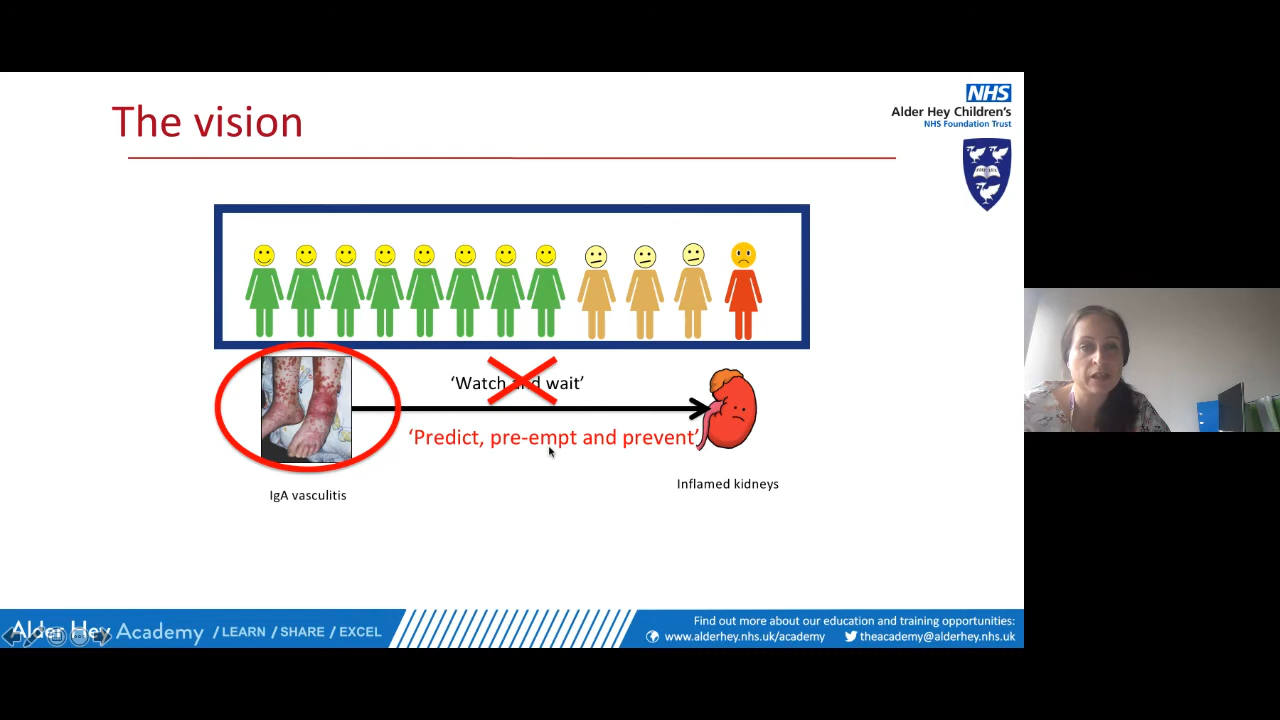 The vision
NHS
Alder Hey Children's
NHS Foundation Trust
'Watch and wait'
'Predict, pre-empt and prevent'
IgA vasculitis
Inflamed kidneys
Alder Hey Academy / LEARN / SHARE / EXCEL
Find out more about our education and training opportunities:
www.alderhey.nhs.uk/academy theacademy@alderhey.nhs.uk